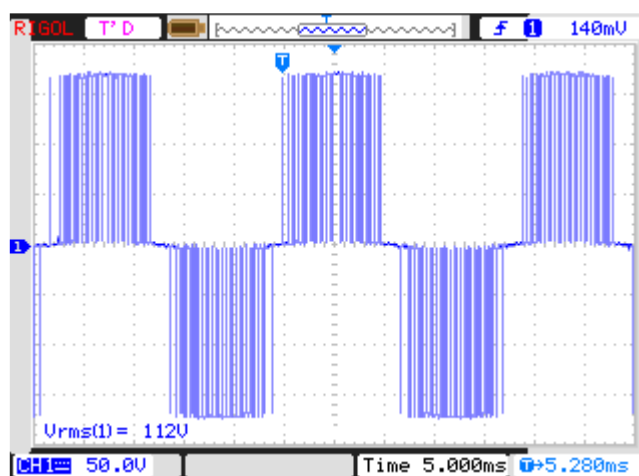 RIGOL T'D 1 140mV
T
1
Vrms(1)= 112V
CH1 50.0V Time 5.000ms T→5.280ms